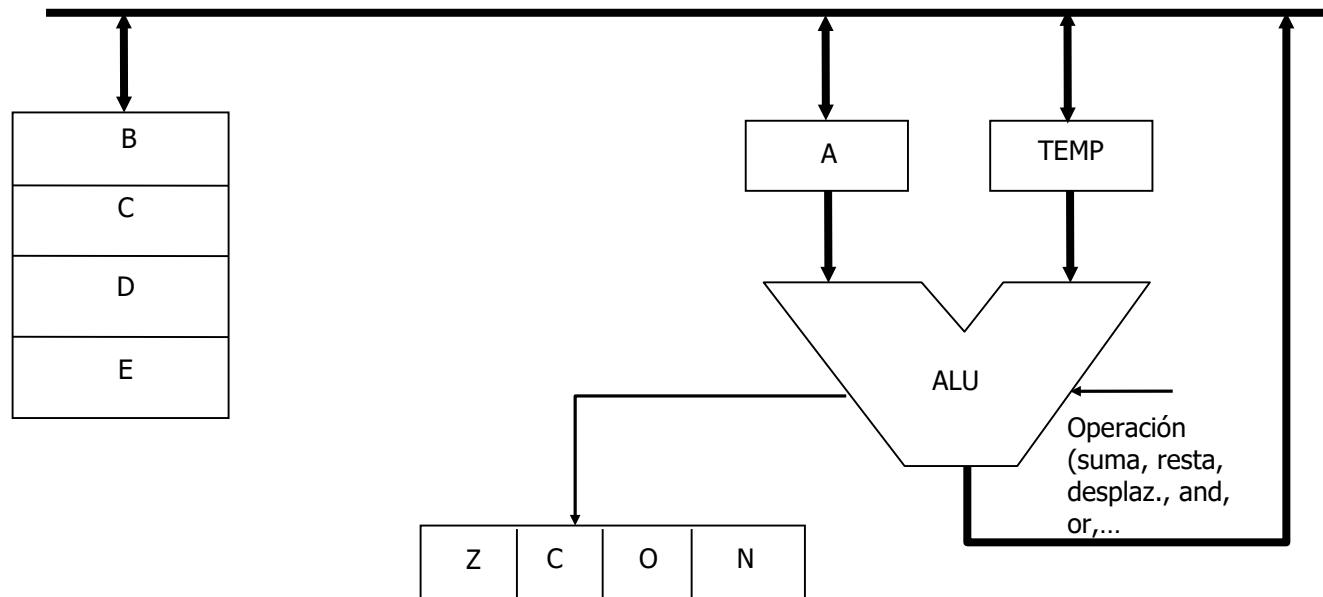 B
C
D
E
A
TEMP
ALU
Operación
(suma, resta,
desplaz., and,
or,...
Z C O N